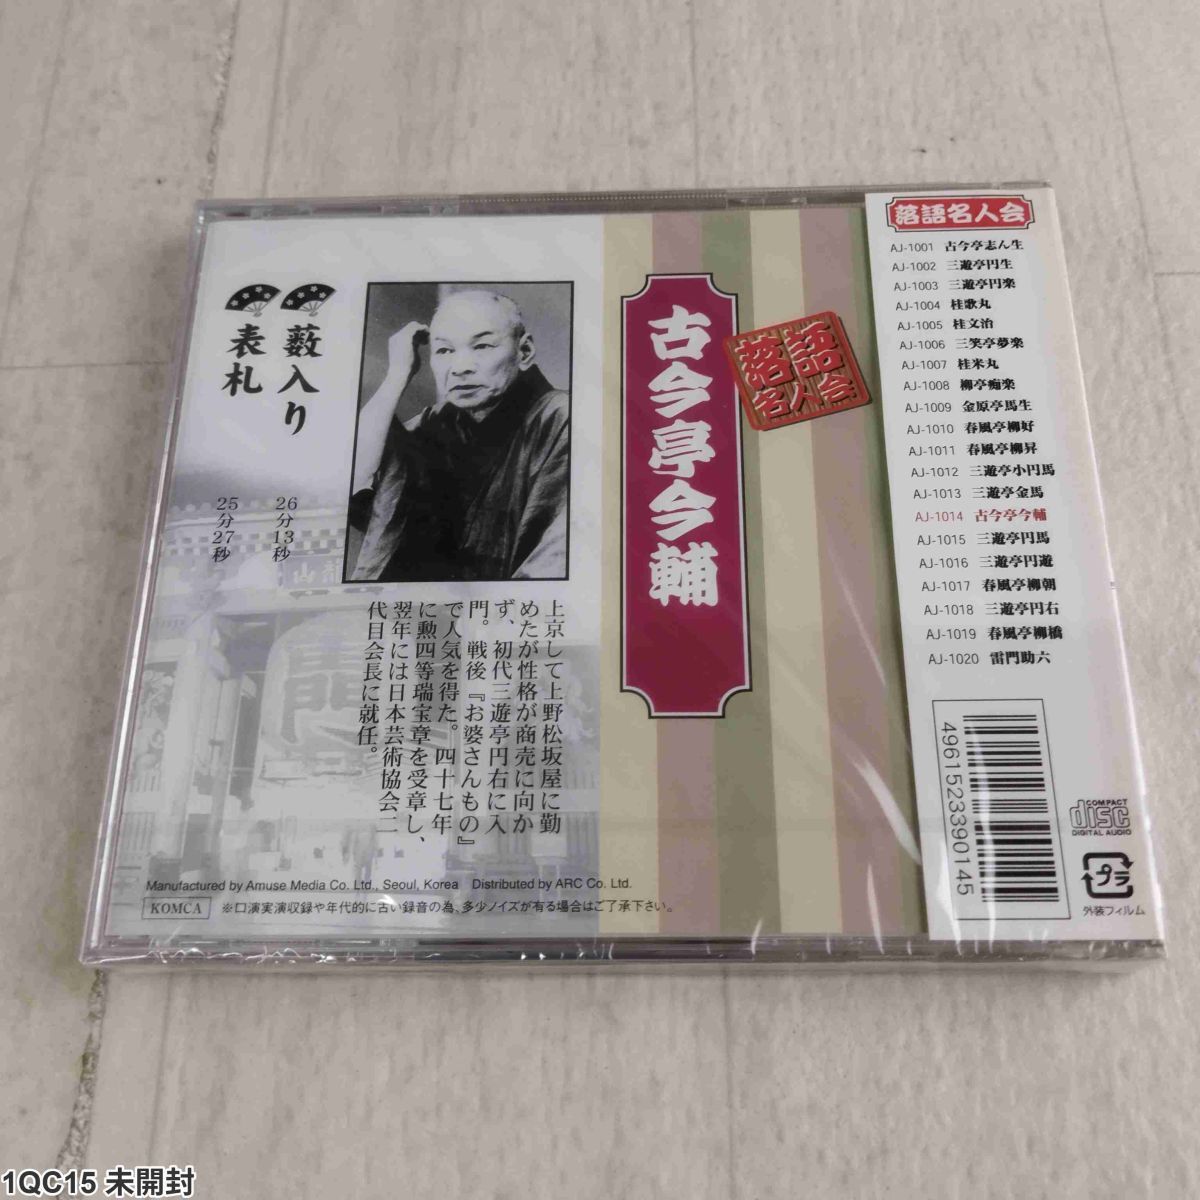 落語名人会
AJ-1001 古今亭志ん生
AJ-1002 三遊亭円生
AJ-1003 三遊亭円楽
AJ-1004 桂歌丸
AJ-1005 桂文治
AJ-1006 三笑亭夢楽
AJ-1007 桂米丸
AJ-1008 柳亭痴楽
AJ-1009 金原亭馬生
AJ-1010 春風亭柳好
AJ-1011 春風亭柳昇
AJ-1012 三遊亭小円馬
AJ-1013 三遊亭金馬
AJ-1014 古今亭今輔
AJ-1015 三遊亭円馬
AJ-1016 三遊亭円遊
AJ-1017 春風亭柳朝
AJ-1018 三遊亭円右
AJ-1019 春風亭柳橋
AJ-1020 雷門助六
4961523390145
COMPACT
disc
DIGITAL AUDIO
プラ
外装フィルム
落語
名人会
古今亭今輔
藪入り
26分13秒
表札
25分27秒
上京して上野松坂屋に勤
めたが性格が商売に向か
ず、初代三遊亭円右に入
門。戦後『お婆さんもの』
で人気を得た。四十七年
に勲四等瑞宝章を受章し、
翌年には日本芸術協会二
代目会長に就任。
Manufactured by Amuse Media Co. Ltd., Seoul, Korea Distributed by ARC Co. Ltd.
KOMCA ※口演実演収録や年代的に古い録音の為、多少ノイズが有る場合はご了承下さい。
1QC15 未開封